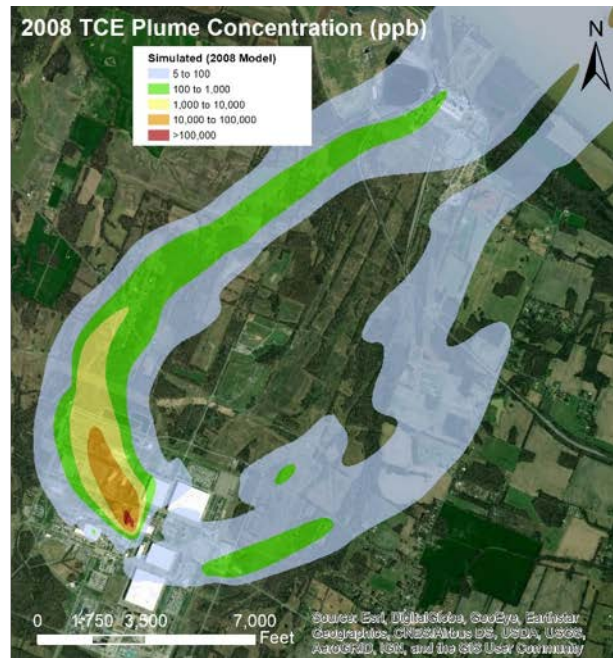 2008 TCE Plume Concentration (ppb)
N
Simulated (2008 Model)
5 to 100
100 to 1,000
1,000 to 10,000
10,000 to 100,000
>100,000
0 1,750 3,500 7,000
Feet
Source: Esri, DigitalGlobe, GeoEye, Earthstar
Geographics, CNES/Airbus DS, USDA, USGS,
AeroGRID, IGN, and the GIS User Community